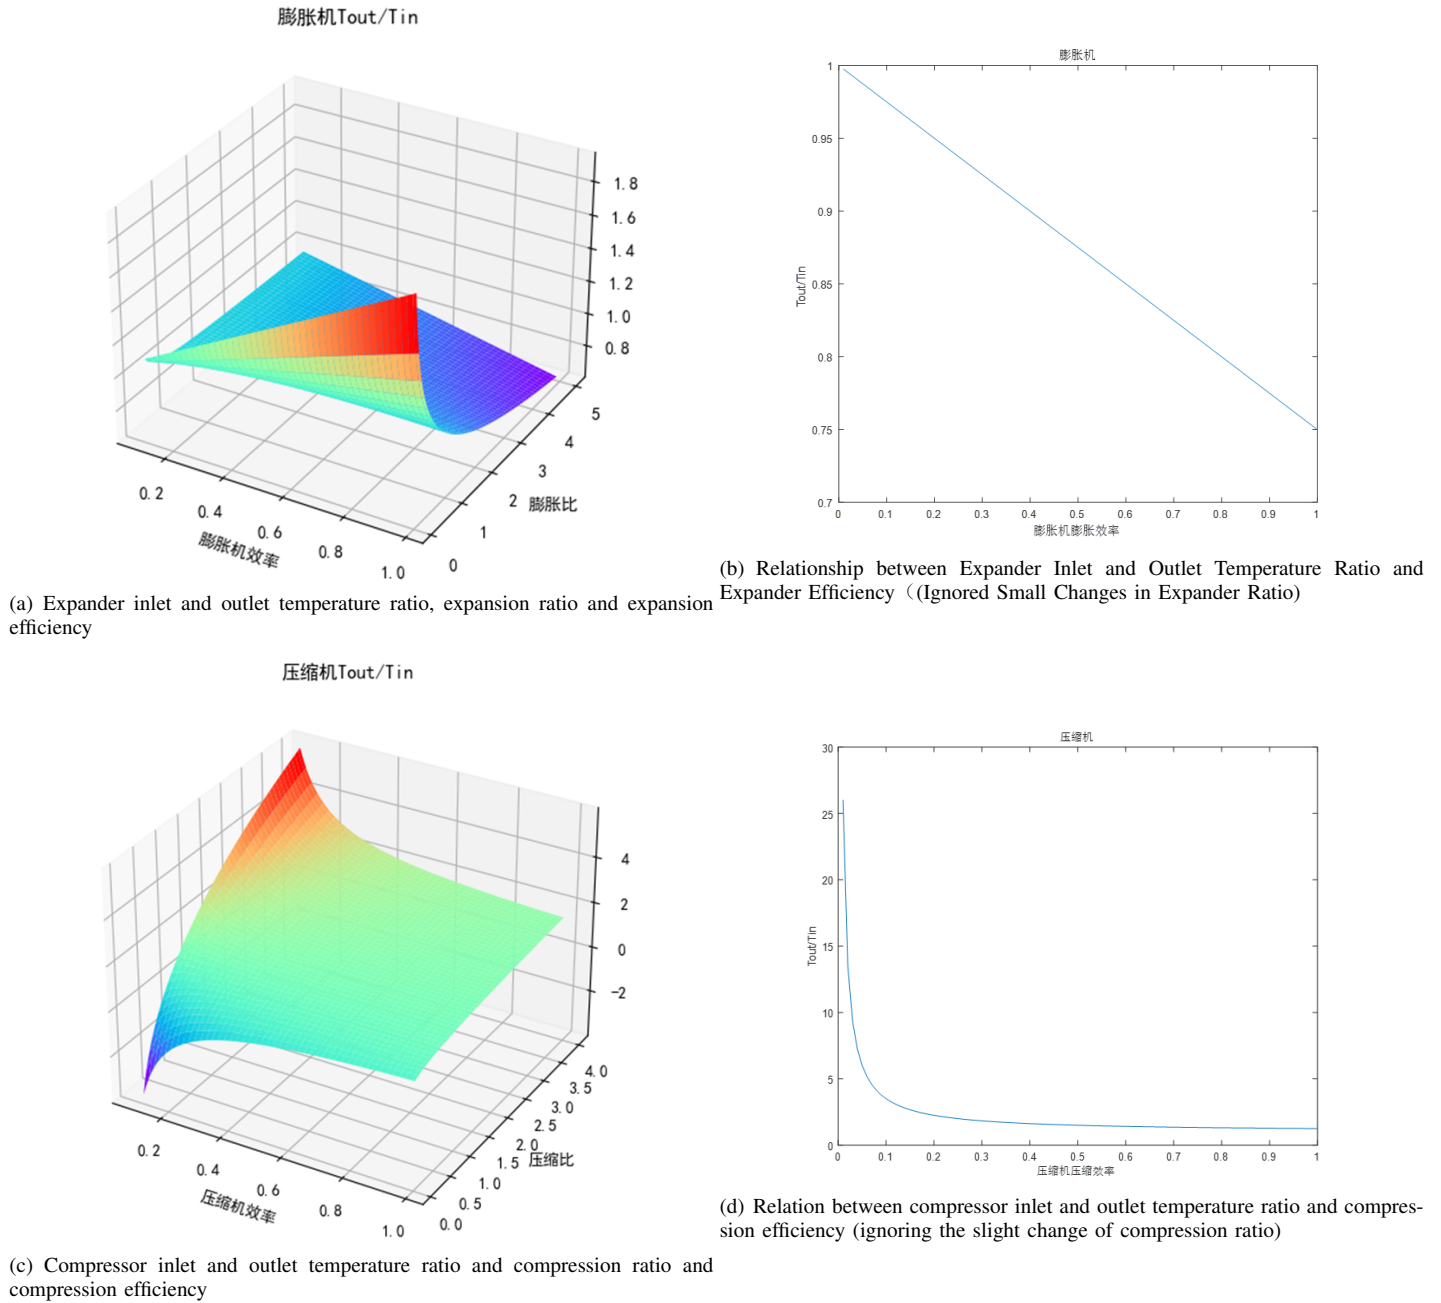 膨胀机Tout/Tin
1.8
1.6
1.4
1.2
1.0
0.8
5
4
3
2
1
0
膨胀比
0.2
0.4
0.6
0.8
1.0
膨胀机效率
(a) Expander inlet and outlet temperature ratio, expansion ratio and expansion
efficiency
膨胀机
1
0.95
0.9
0.85
0.8
0.75
0.7
Tout/Tin
0 0.1 0.2 0.3 0.4 0.5 0.6 0.7 0.8 0.9 1
膨胀机膨胀效率
(b) Relationship between Expander Inlet and Outlet Temperature Ratio and
Expander Efficiency（(Ignored Small Changes in Expander Ratio)
压缩机Tout/Tin
4
2
0
−2
4.0
3.5
3.0
2.5
2.0
1.5
1.0
0.5
0.0
压缩比
0.2
0.4
0.6
0.8
1.0
压缩机效率
(c) Compressor inlet and outlet temperature ratio and compression ratio and
compression efficiency
压缩机
30
25
20
15
10
5
0
Tout/Tin
0 0.1 0.2 0.3 0.4 0.5 0.6 0.7 0.8 0.9 1
压缩机压缩效率
(d) Relation between compressor inlet and outlet temperature ratio and compres-
sion efficiency (ignoring the slight change of compression ratio)